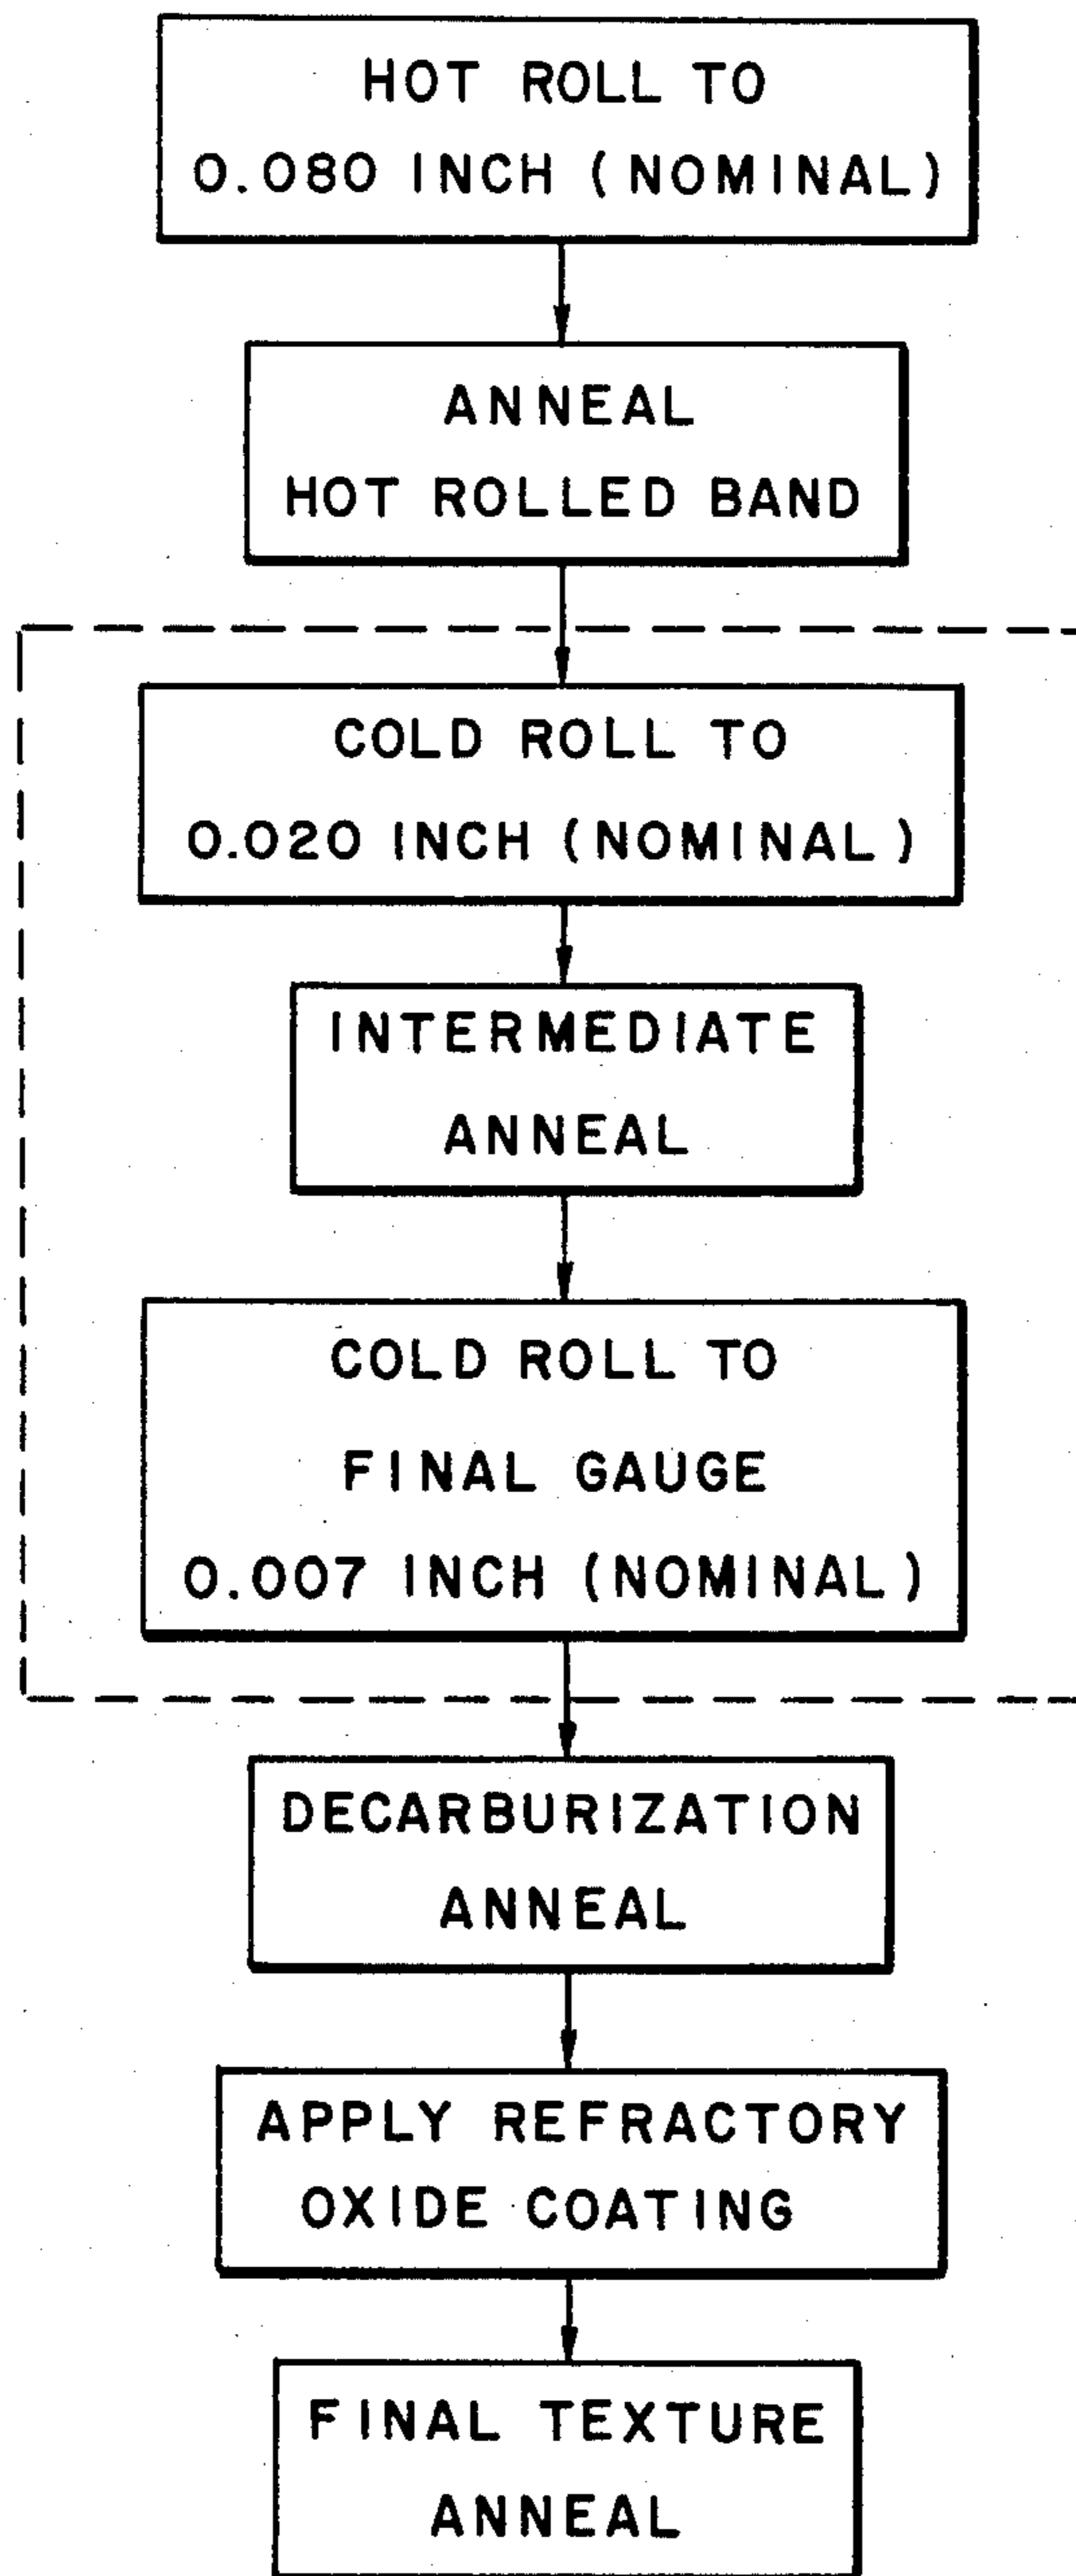 HOT ROLL TO
0.080 INCH (NOMINAL)
ANNEAL
HOT ROLLED BAND
COLD ROLL TO
0.020 INCH (NOMINAL)
INTERMEDIATE
ANNEAL
COLD ROLL TO
FINAL GAUGE
0.007 INCH (NOMINAL)
DECARBURIZATION
ANNEAL
APPLY REFRACTORY
OXIDE COATING
FINAL TEXTURE
ANNEAL